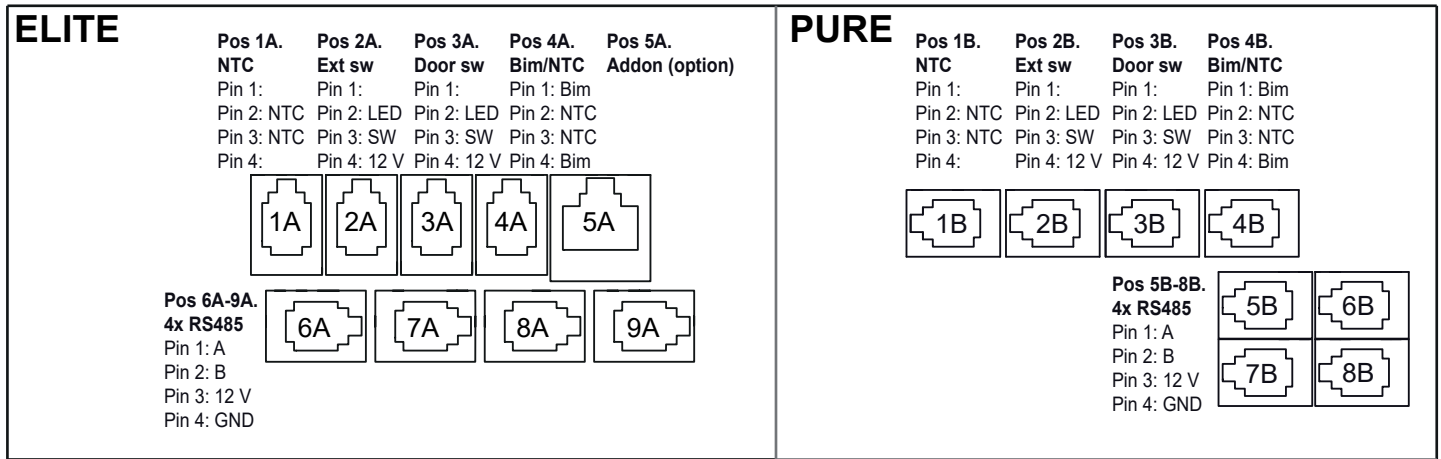 ELITE
Pos 1A. Pos 2A. Pos 3A. Pos 4A. Pos 5A.
NTC Ext sw Door sw Bim/NTC Addon (option)
Pin 1: Pin 1: Pin 1: Pin 1: Bim
Pin 2: NTC Pin 2: LED Pin 2: LED Pin 2: NTC
Pin 3: NTC Pin 3: SW Pin 3: SW Pin 3: NTC
Pin 4: Pin 4: 12 V Pin 4: 12 V Pin 4: Bim
1A 2A 3A 4A 5A
Pos 6A-9A.
4x RS485
Pin 1: A
Pin 2: B
Pin 3: 12 V
Pin 4: GND
6A 7A 8A 9A
PURE
Pos 1B. Pos 2B. Pos 3B. Pos 4B.
NTC Ext sw Door sw Bim/NTC
Pin 1: Pin 1: Pin 1: Pin 1: Bim
Pin 2: NTC Pin 2: LED Pin 2: LED Pin 2: NTC
Pin 3: NTC Pin 3: SW Pin 3: SW Pin 3: NTC
Pin 4: Pin 4: 12 V Pin 4: 12 V Pin 4: Bim
1B 2B 3B 4B
Pos 5B-8B.
4x RS485
Pin 1: A
Pin 2: B
Pin 3: 12 V
Pin 4: GND
5B 6B
7B 8B